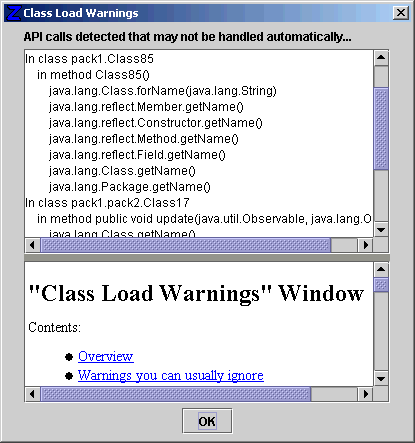 Class Load Warnings
API calls detected that may not be handled automatically...
In class pack1.Class85
in method Class85()
java.lang.Class.forName(java.lang.String)
java.lang.reflect.Member.getName()
java.lang.reflect.Constructor.getName()
java.lang.reflect.Method.getName()
java.lang.reflect.Field.getName()
java.lang.Class.getName()
java.lang.Package.getName()
In class pack1.pack2.Class17
in method public void update(java.util.Observable, java.lang.O
java.lang.Class.getName()
"Class Load Warnings" Window
Contents:
Overview
Warnings you can usually ignore
OK